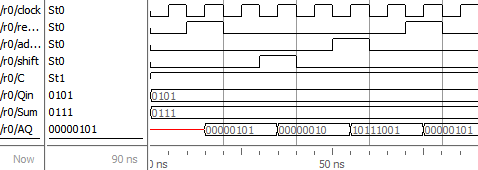 /r0/clock St0
/r0/re... St0
/r0/ad... St0
/r0/shift St0
/r0/C St1
/r0/Qin 0101 0101
/r0/Sum 0111 0111
/r0/AQ 00000101 00000101 00000010 10111001 00000101
Now 90 ns 0 ns 50 ns